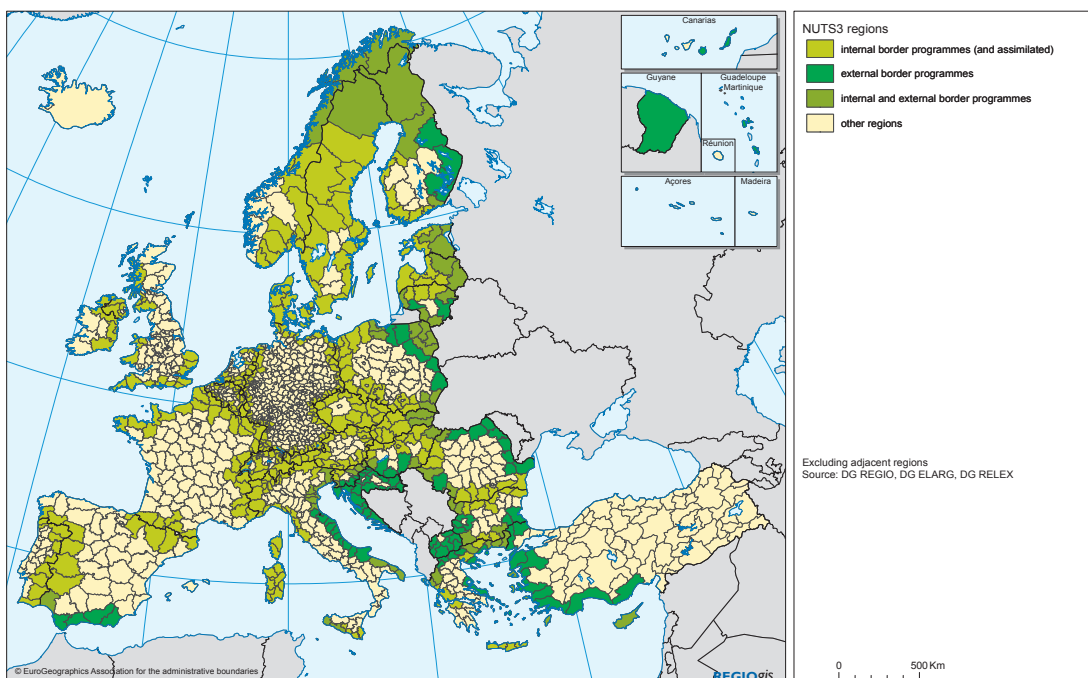 Canarias
Guyane
Guadeloupe
Martinique
Réunion
Açores
Madeira
© EuroGeographics Association for the administrative boundaries
REGIOgis
NUTS3 regions
internal border programmes (and assimilated)
external border programmes
internal and external border programmes
other regions
Excluding adjacent regions
Source: DG REGIO, DG ELARG, DG RELEX
0 500 Km